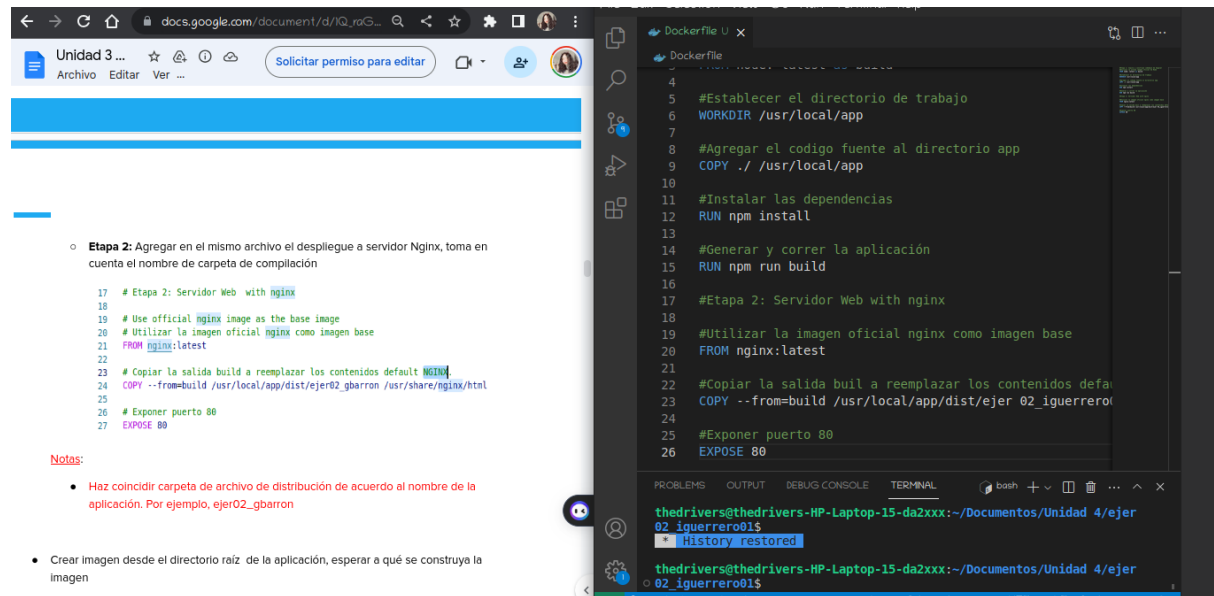 docs.google.com/document/d/1Q_raG...
Unidad 3 ...
Archivo Editar Ver ...
Solicitar permiso para editar
Etapa 2: Agregar en el mismo archivo el despliegue a servidor Nginx, toma en
cuenta el nombre de carpeta de compilación
17 # Etapa 2: Servidor Web with nginx
18
19 # Use official nginx image as the base image
20 # Utilizar la imagen oficial nginx como imagen base
21 FROM nginx:latest
22
23 # Copiar la salida build a reemplazar los contenidos default NGINX.
24 COPY --from=build /usr/local/app/dist/ejer02_gbarron /usr/share/nginx/html
25
26 # Exponer puerto 80
27 EXPOSE 80
Notas:
Haz coincidir carpeta de archivo de distribución de acuerdo al nombre de la
aplicación. Por ejemplo, ejer02_gbarron
Crear imagen desde el directorio raíz de la aplicación, esperar a qué se construya la
imagen
Dockerfile U
Dockerfile
4
5 #Establecer el directorio de trabajo
6 WORKDIR /usr/local/app
7
8 #Agregar el codigo fuente al directorio app
9 COPY ./ /usr/local/app
10
11 #Instalar las dependencias
12 RUN npm install
13
14 #Generar y correr la aplicación
15 RUN npm run build
16
17 #Etapa 2: Servidor Web with nginx
18
19 #Utilizar la imagen oficial nginx como imagen base
20 FROM nginx:latest
21
22 #Copiar la salida buil a reemplazar los contenidos defau
23 COPY --from=build /usr/local/app/dist/ejer 02_iguerrero0
24
25 #Exponer puerto 80
26 EXPOSE 80
PROBLEMS OUTPUT DEBUG CONSOLE TERMINAL bash
thedrivers@thedrivers-HP-Laptop-15-da2xxx:~/Documentos/Unidad 4/ejer
02_iguerrero01$
* History restored
thedrivers@thedrivers-HP-Laptop-15-da2xxx:~/Documentos/Unidad 4/ejer
02_iguerrero01$